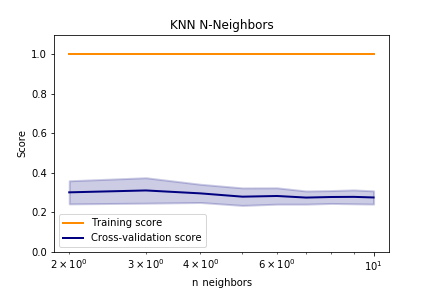 KNN N-Neighbors
Score
1.0
0.8
0.6
0.4
0.2
0.0
Training score
Cross-validation score
2 × 10⁰
3 × 10⁰
4 × 10⁰
6 × 10⁰
10¹
n neighbors